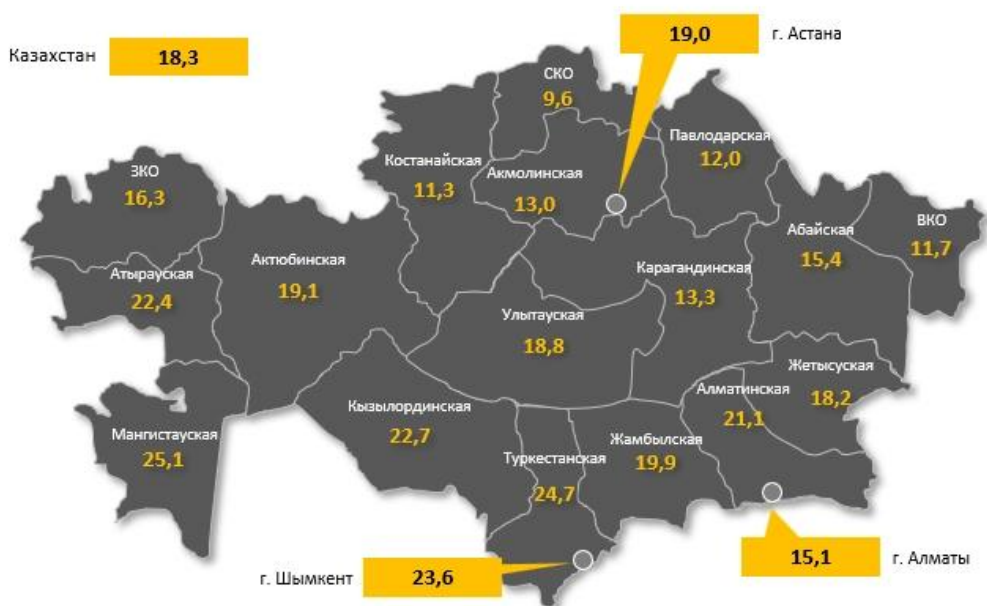 Казахстан 18,3
19,0 г. Астана
СКО
9,6
Павлодарская
12,0
Костанайская
11,3
Акмолинская
13,0
ЗКО
16,3
Абайская
15,4
ВКО
11,7
Актюбинская
19,1
Атырауская
22,4
Карагандинская
13,3
Улытауская
18,8
Жетысуская
18,2
Алматинская
21,1
Кызылординская
22,7
Жамбылская
19,9
Мангистауская
25,1
Туркестанская
24,7
15,1 г. Алматы
г. Шымкент 23,6